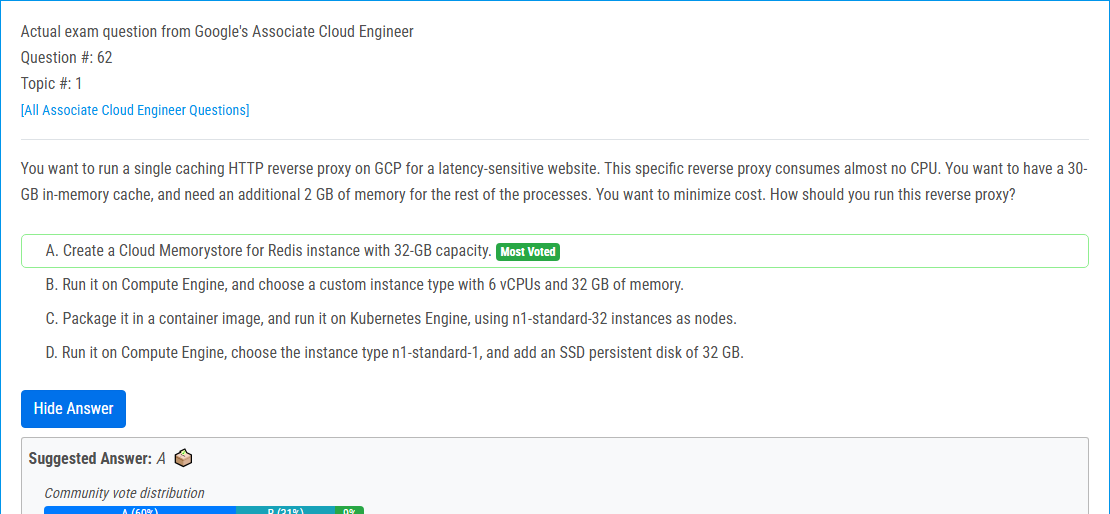 Actual exam question from Google's Associate Cloud Engineer
Question #: 62
Topic #: 1
[All Associate Cloud Engineer Questions]
You want to run a single caching HTTP reverse proxy on GCP for a latency-sensitive website. This specific reverse proxy consumes almost no CPU. You want to have a 30-
GB in-memory cache, and need an additional 2 GB of memory for the rest of the processes. You want to minimize cost. How should you run this reverse proxy?
A. Create a Cloud Memorystore for Redis instance with 32-GB capacity. Most Voted
B. Run it on Compute Engine, and choose a custom instance type with 6 vCPUs and 32 GB of memory.
C. Package it in a container image, and run it on Kubernetes Engine, using n1-standard-32 instances as nodes.
D. Run it on Compute Engine, choose the instance type n1-standard-1, and add an SSD persistent disk of 32 GB.
Hide Answer
Suggested Answer: A
Community vote distribution
A (60%) B (31%) 9%